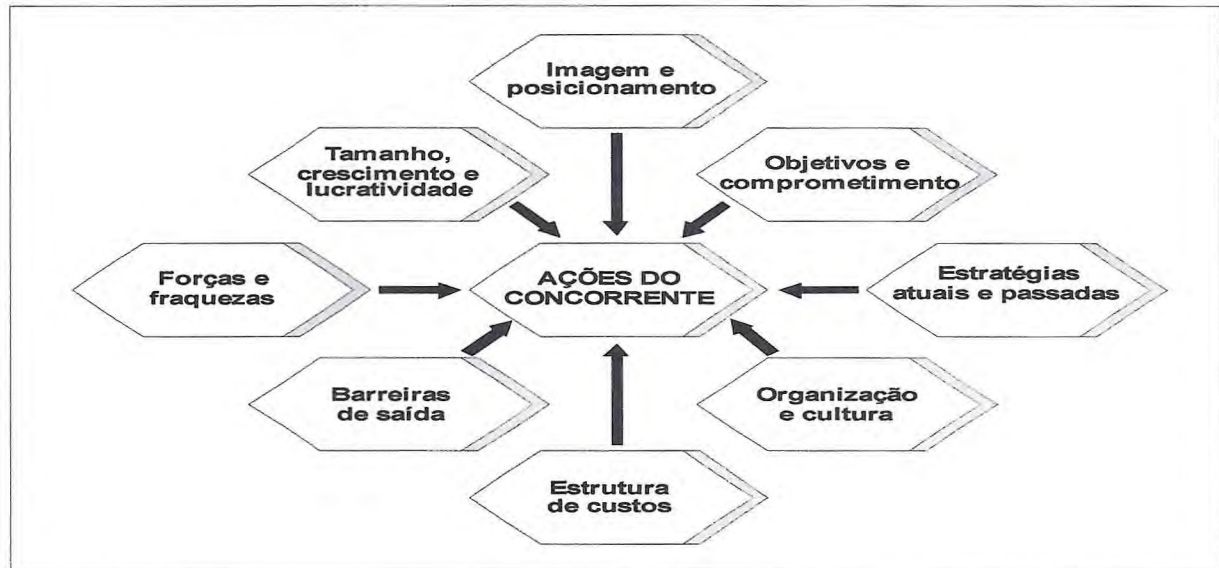 Imagem e
posicionamento
Tamanho,
crescimento e
lucratividade
Objetivos e
comprometimento
Forças e
fraquezas
AÇÕES DO
CONCORRENTE
Estratégias
atuais e passadas
Barreiras
de saída
Organização
e cultura
Estrutura
de custos